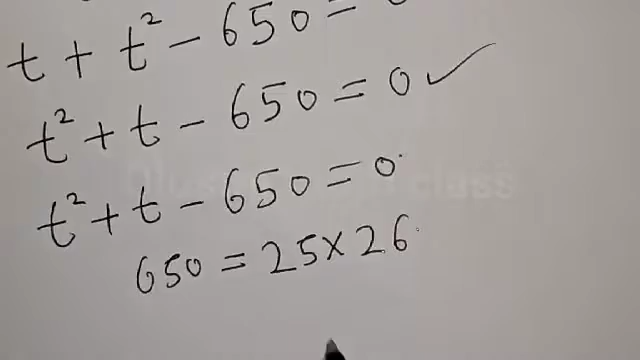 t + t² - 650 = 0
t² + t - 650 = 0 ✓
t² + t - 650 = 0
650 = 25 × 26